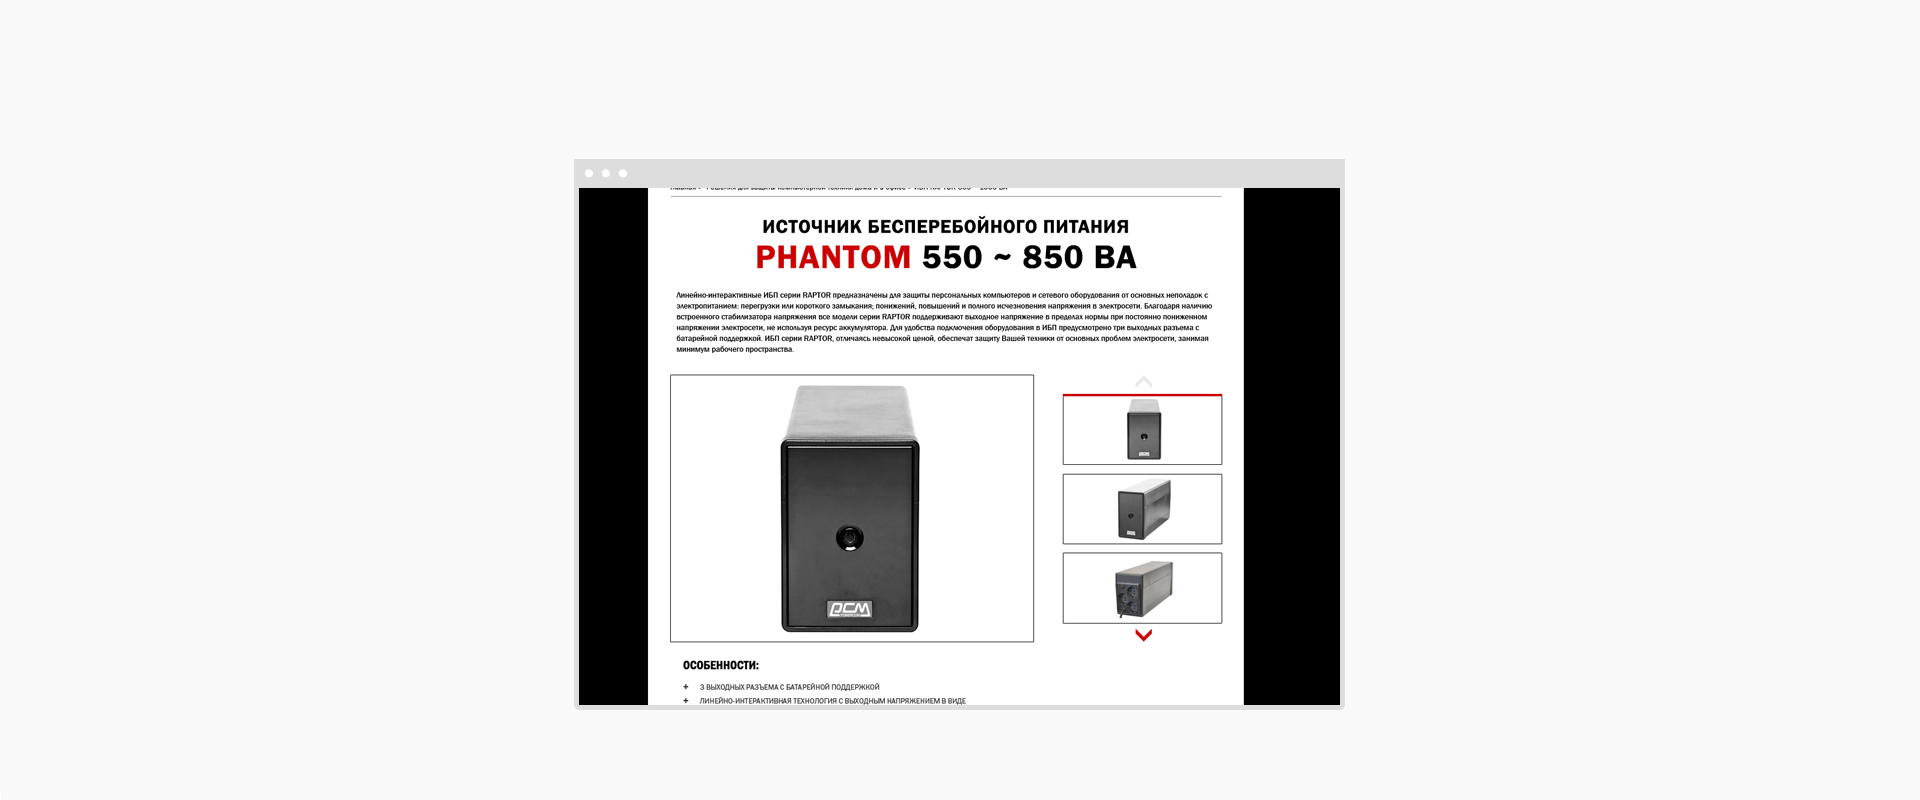 ИСТОЧНИК БЕСПЕРЕБОЙНОГО ПИТАНИЯ
PHANTOM 550 ~ 850 ВА
Линейно-интерактивные ИБП серии RAPTOR предназначены для защиты персональных компьютеров и сетевого оборудования от основных неполадок с
электропитанием: перегрузки или короткого замыкания; понижений, повышений и полного исчезновения напряжения в электросети. Благодаря наличию
встроенного стабилизатора напряжения все модели серии RAPTOR поддерживают выходное напряжение в пределах нормы при постоянно пониженном
напряжении электросети, не используя ресурс аккумулятора. Для удобства подключения оборудования в ИБП предусмотрено три выходных разъема с
батарейной поддержкой. ИБП серии RAPTOR, отличаясь невысокой ценой, обеспечат защиту Вашей техники от основных проблем электросети, занимая
минимум рабочего пространства.
PCM
ОСОБЕННОСТИ:
+ 3 ВЫХОДНЫХ РАЗЪЕМА С БАТАРЕЙНОЙ ПОДДЕРЖКОЙ
+ ЛИНЕЙНО-ИНТЕРАКТИВНАЯ ТЕХНОЛОГИЯ С ВЫХОДНЫМ НАПРЯЖЕНИЕМ В ВИДЕ